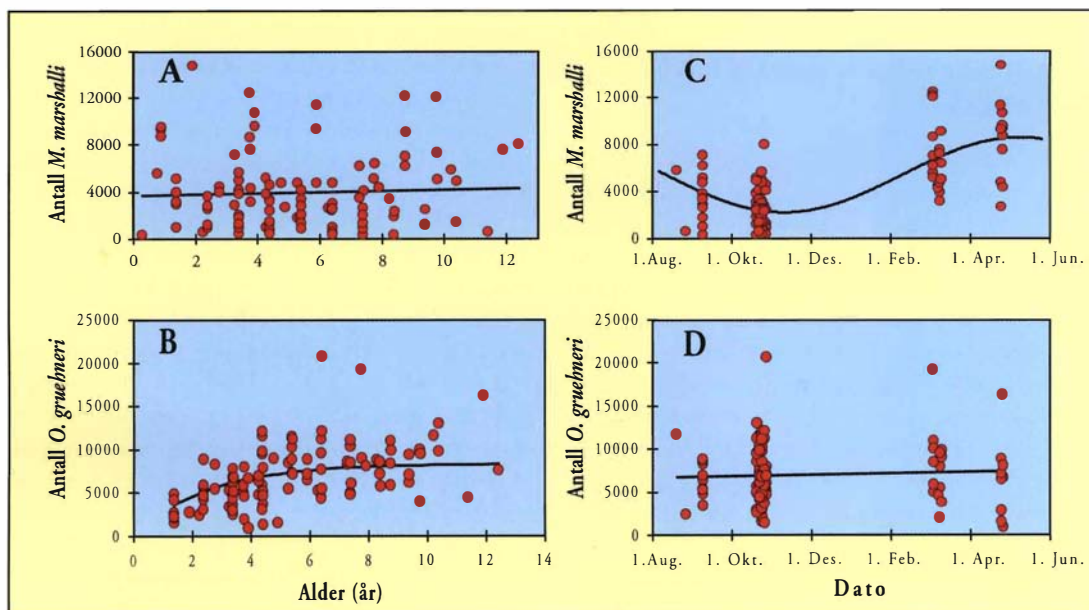 A
Antall M. marshalli
16000
12000
8000
4000
0
0 2 4 6 8 10 12
C
Antall M. marshalli
16000
12000
8000
4000
0
1.Aug. 1. Okt. 1. Des. 1. Feb. 1. Apr. 1. Jun.
B
Antall O. gruehneri
25000
20000
15000
10000
5000
0
0 2 4 6 8 10 12 14
Alder (år)
D
Antall O. gruehneri
25000
20000
15000
10000
5000
0
1. Aug. 1. Okt. 1. Des. 1. Feb. 1. Apr. 1. Jun.
Dato